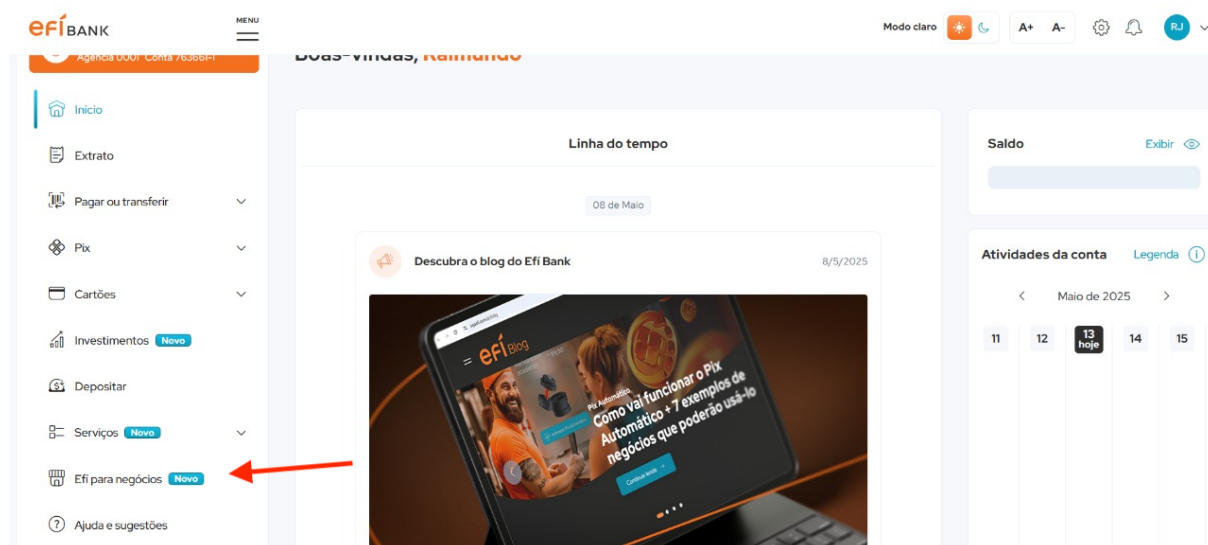 efí BANK
MENU
Modo claro
A+ A-
RJ
Agência 0001 Conta 763661-1
Boas-vindas, Raimundo
Início
Extrato
Pagar ou transferir
Pix
Cartões
Investimentos Novo
Depositar
Serviços Novo
Efí para negócios Novo
Ajuda e sugestões
Linha do tempo
08 de Maio
Descubra o blog do Efí Bank
8/5/2025
efí Blog
Pix Automático
Como vai funcionar o Pix
Automático + 7 exemplos de
negócios que poderão usá-lo
Continue lendo →
Saldo
Exibir
Atividades da conta
Legenda
Maio de 2025
11 12 13 14 15
hoje